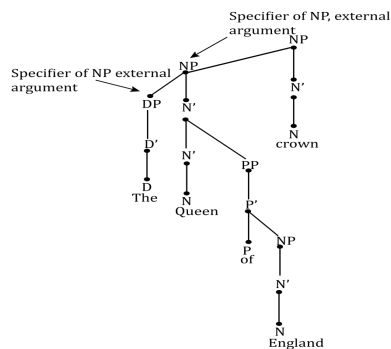 Specifier of NP, external
argument
NP
NP
Specifier of NP external
argument
DP
N'
N'
D'
N'
PP
N
crown
D
The
N
Queen
P'
P
of
NP
N'
N
England